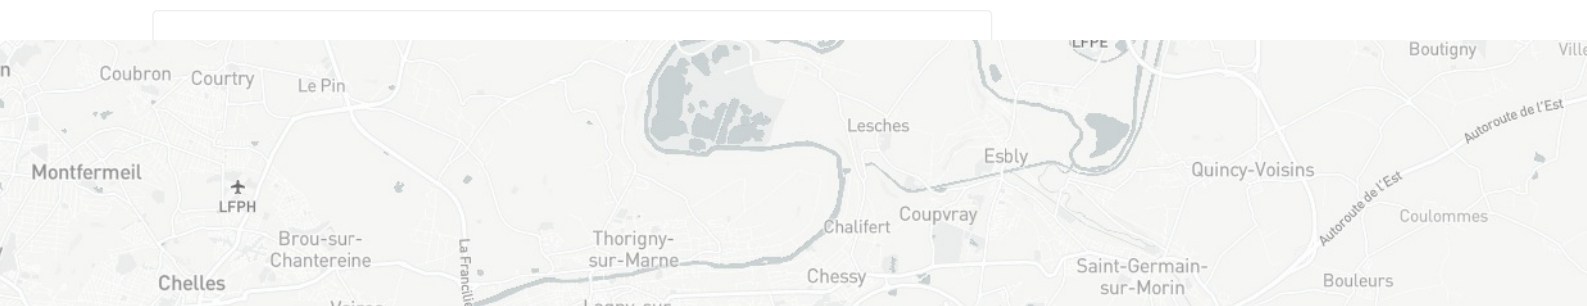 LFPE
Boutigny
Coubron
Courtry
Le Pin
Autoroute de l'Est
Lesches
Esbly
Montfermeil
Quincy-Voisins
LFPH
Autoroute de l'Est
Coupvray
Coulommes
Chalifert
Brou-sur-
Chantereine
Thorigny-
sur-Marne
Chessy
Saint-Germain-
sur-Morin
Chelles
Bouleurs